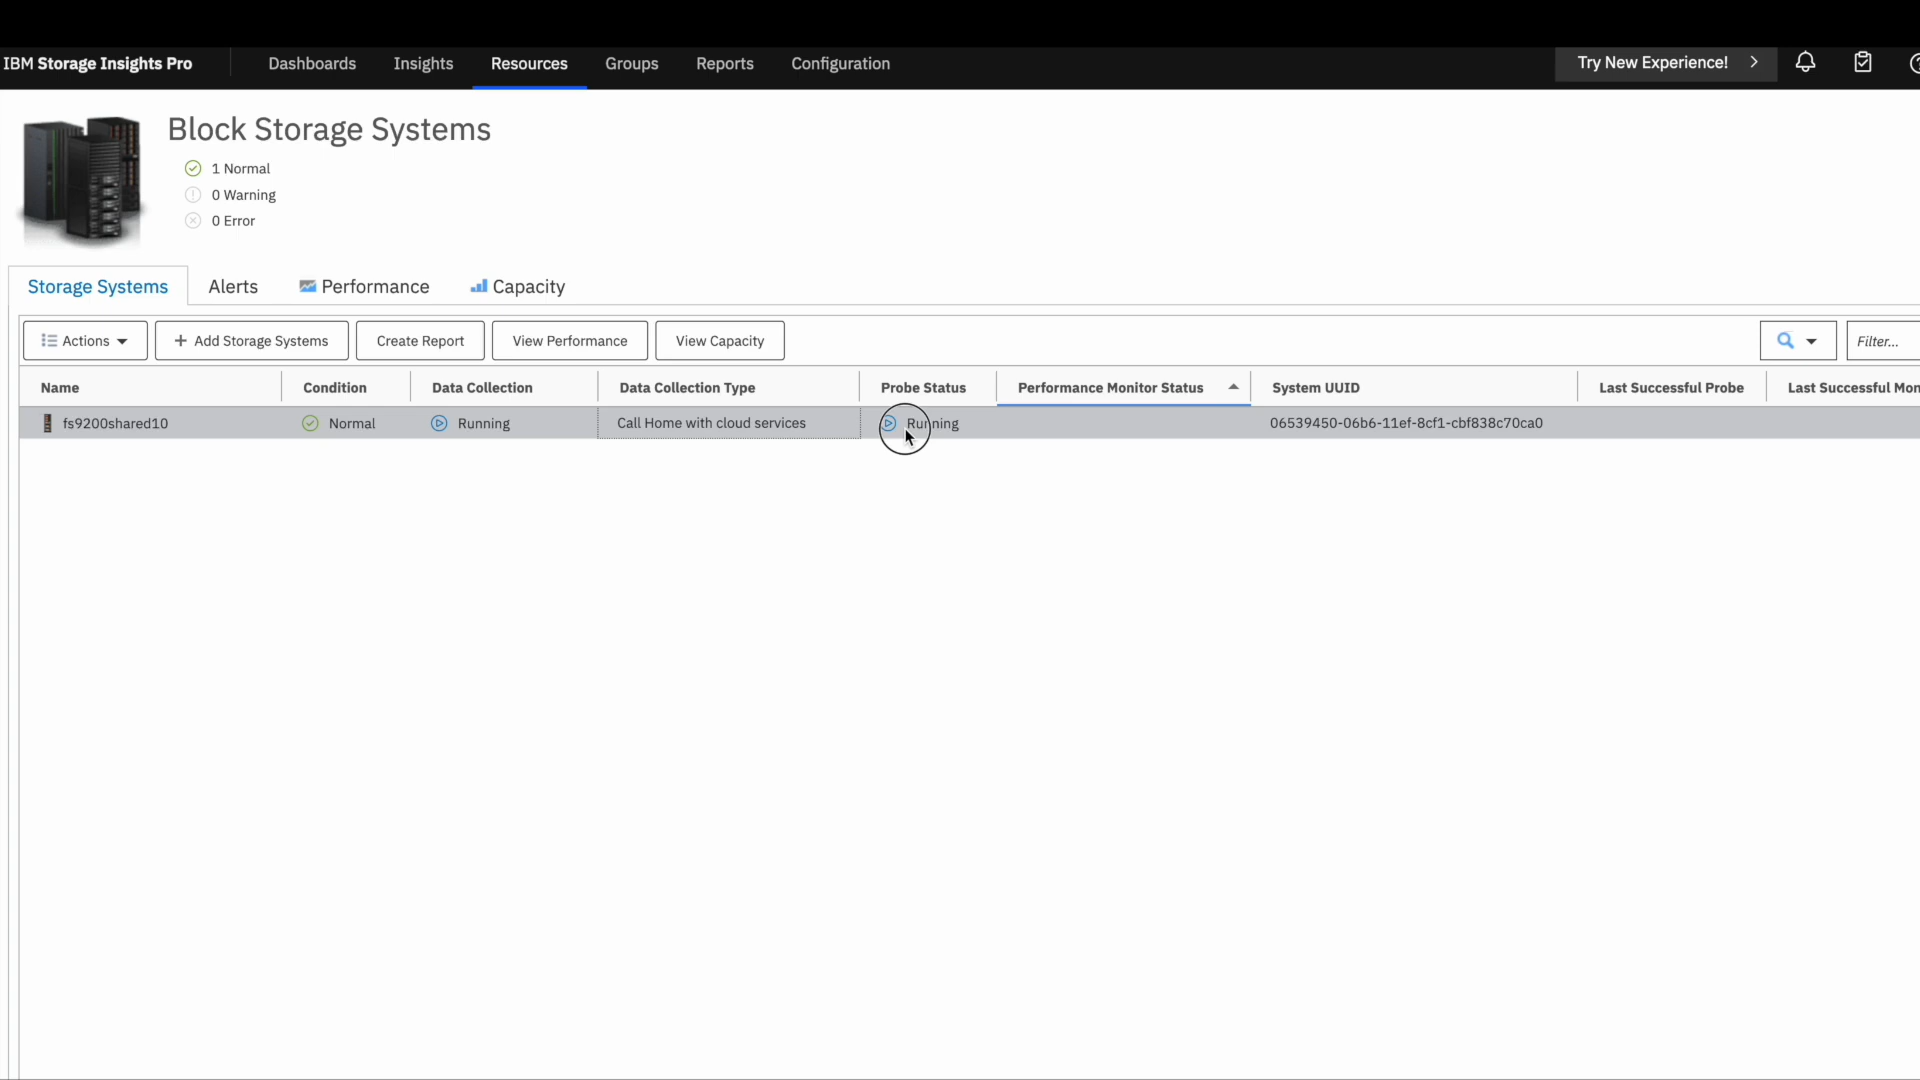 IBM Storage Insights Pro Dashboards Insights Resources Groups Reports Configuration Try New Experience!
Block Storage Systems
1 Normal
0 Warning
0 Error
Storage Systems Alerts Performance Capacity
Actions + Add Storage Systems Create Report View Performance View Capacity Filter...
Name Condition Data Collection Data Collection Type Probe Status Performance Monitor Status System UUID Last Successful Probe Last Successful Mon
fs9200shared10 Normal Running Call Home with cloud services Running 06539450-06b6-11ef-8cf1-cbf838c70ca0